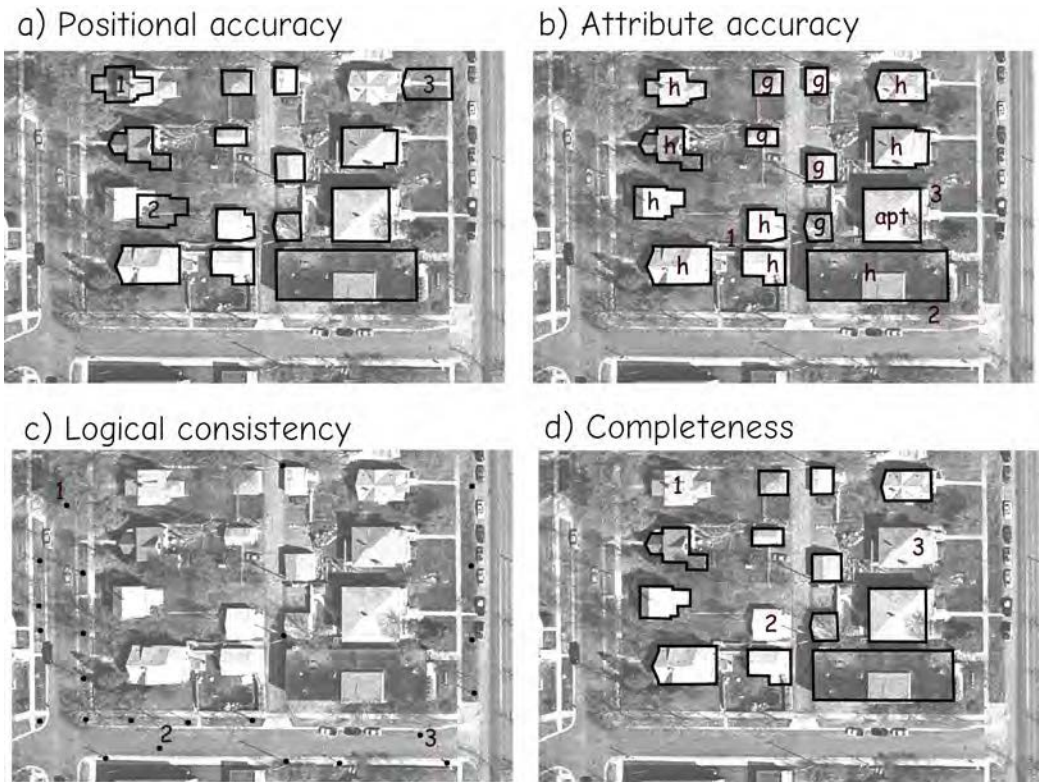 a) Positional accuracy
b) Attribute accuracy
1
3
2
h
g
g
h
h
g
h
g
h
apt
3
h
g
1
h
h
h
2
c) Logical consistency
d) Completeness
1
2
3
1
3
2